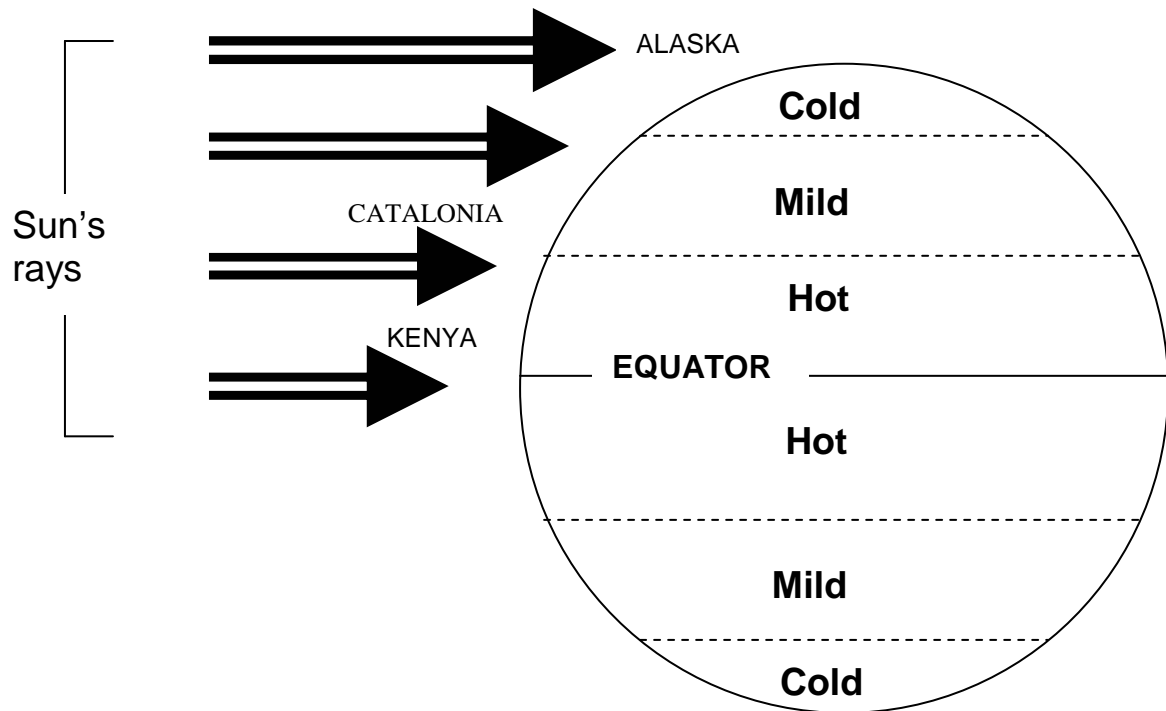 ALASKA
Cold
Mild
CATALONIA
Sun’s
rays
Hot
KENYA
EQUATOR
Hot
Mild
Cold